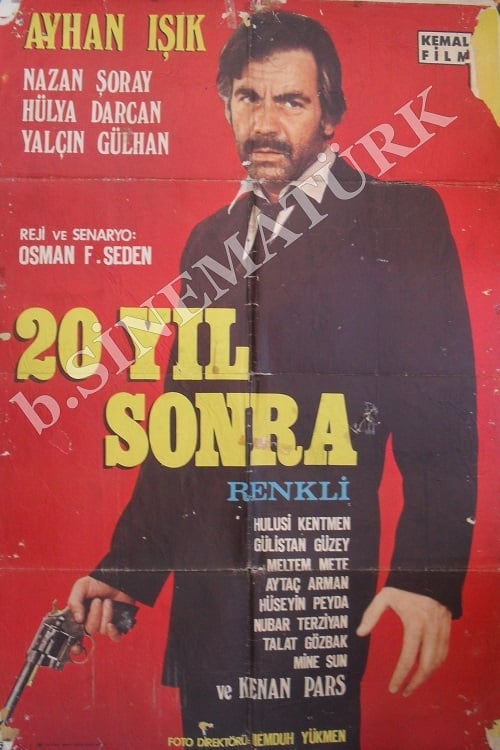 AYHAN IŞIK
NAZAN ŞORAY
HÜLYA DARCAN
YALÇIN GÜLHAN
KEMAL
FİLM
REJİ ve SENARYO:
OSMAN F. SEDEN
20 YIL
SONRA
RENKLİ
HULUSİ KENTMEN
GÜLİSTAN GÜZEY
MELTEM METE
AYTAÇ ARMAN
HÜSEYİN PEYDA
NUBAR TERZİYAN
TALAT GÖZBAK
MİNE SUN
ve KENAN PARS
FOTO DİREKTÖRÜ: MEMDUH YÜKMEN
b.SİNEMATÜRK